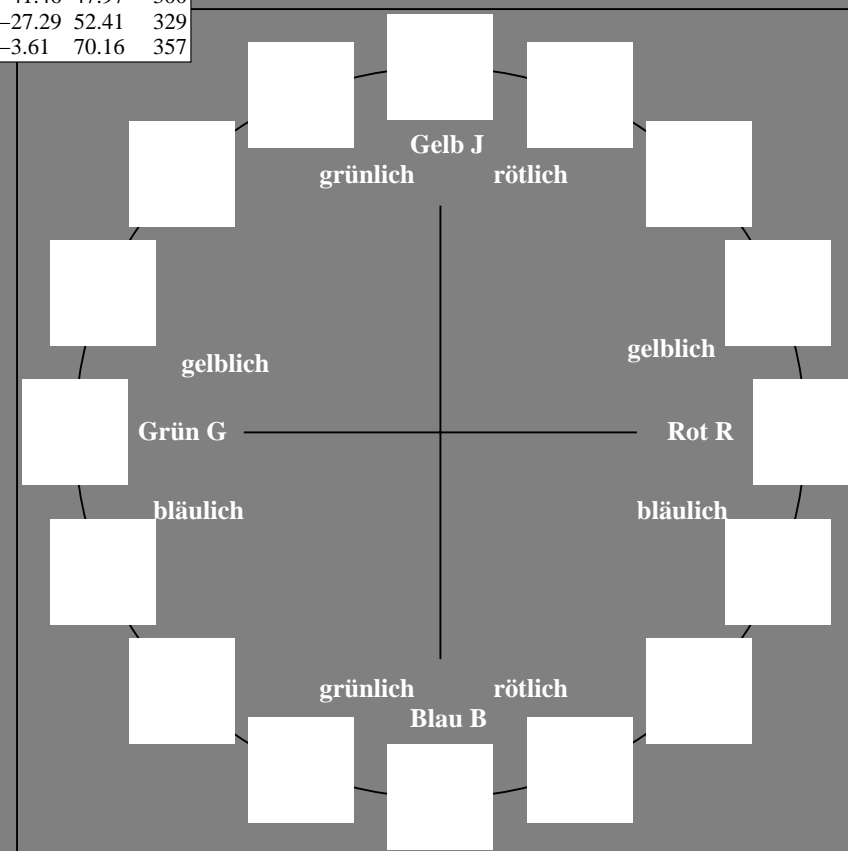 –27.29 52.41 329
–3.61 70.16 357
Gelb J
grünlich rötlich
gelblich gelblich
Grün G Rot R
bläulich bläulich
grünlich rötlich
Blau B